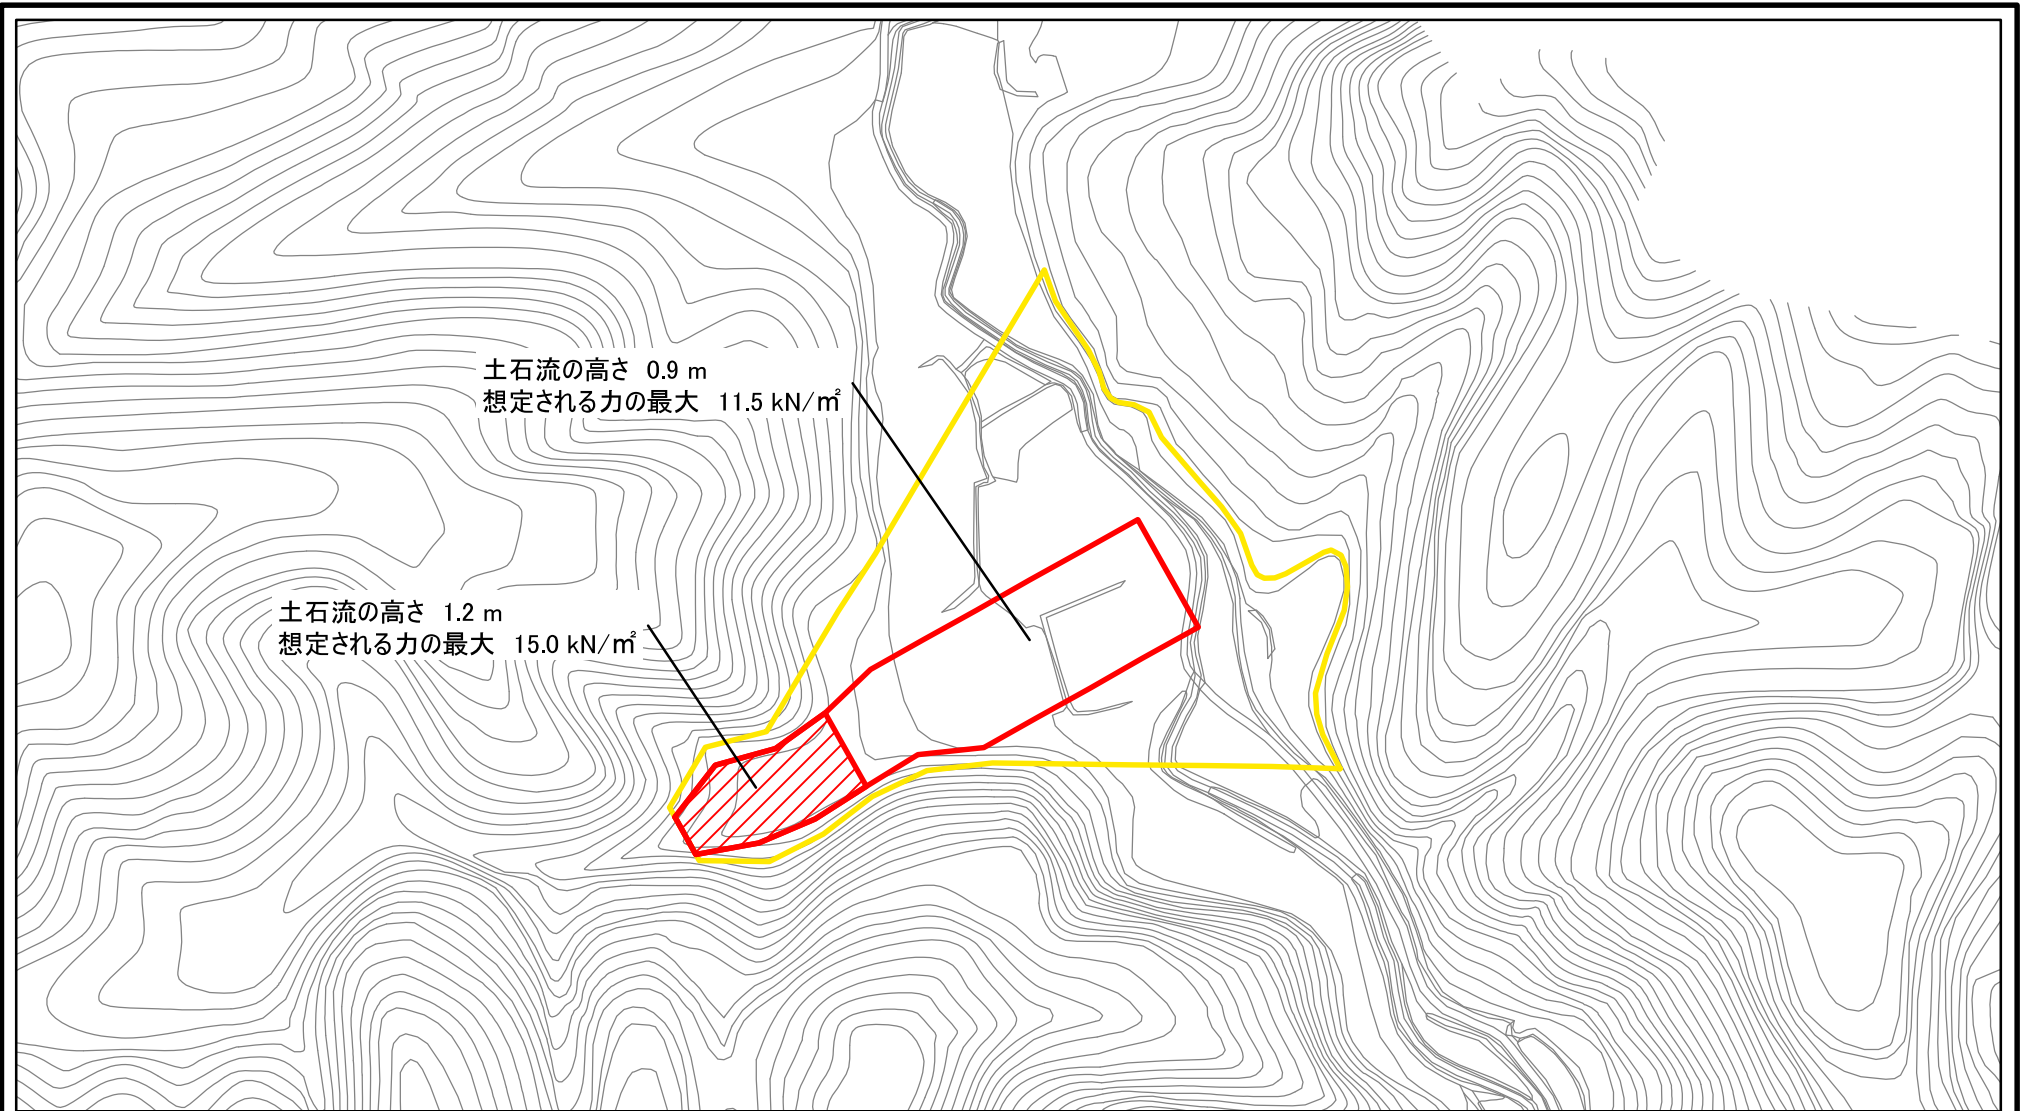 土石流の高さ 0.9 m
想定される力の最大 11.5 kN/㎡
土石流の高さ 1.2 m
想定される力の最大 15.0 kN/㎡